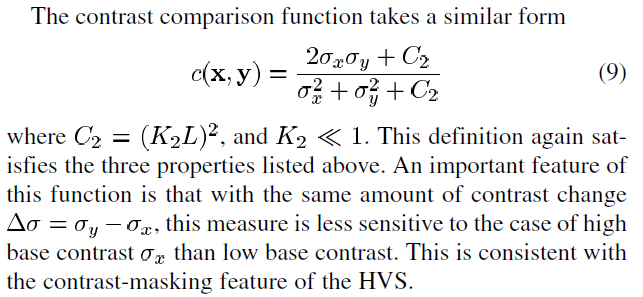 The contrast comparison function takes a similar form
c(x, y) = \frac{2σ_xσ_y + C_2}{σ_x^2 + σ_y^2 + C_2} (9)
where C_2 = (K_2L)^2, and K_2 ≪ 1. This definition again sat-
isfies the three properties listed above. An important feature of
this function is that with the same amount of contrast change
Δσ = σ_y − σ_x, this measure is less sensitive to the case of high
base contrast σ_x than low base contrast. This is consistent with
the contrast-masking feature of the HVS.